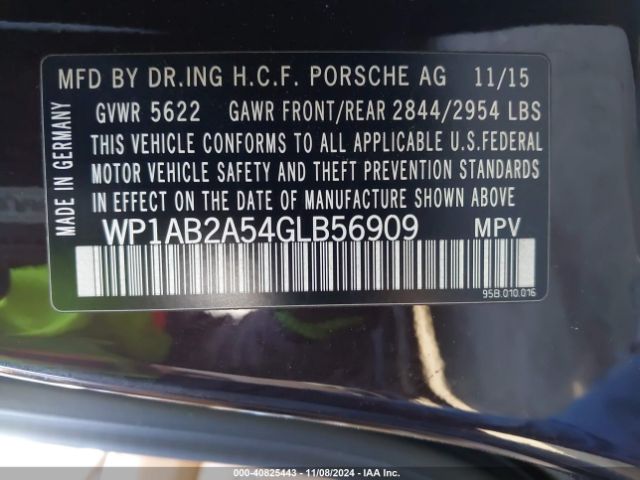 MFD BY DR.ING H.C.F. PORSCHE AG 11/15
GVWR 5622 GAWR FRONT/REAR 2844/2954 LBS
THIS VEHICLE CONFORMS TO ALL APPLICABLE U.S.FEDERAL
MOTOR VEHICLE SAFETY AND THEFT PREVENTION STANDARDS
IN EFFECT ON THE DATE OF MANUFACTURE SHOWN ABOVE
WP1AB2A54GLB56909 MPV
MADE IN GERMANY
95B.010.016
000-40825443 - 11/08/2024 - IAA Inc.